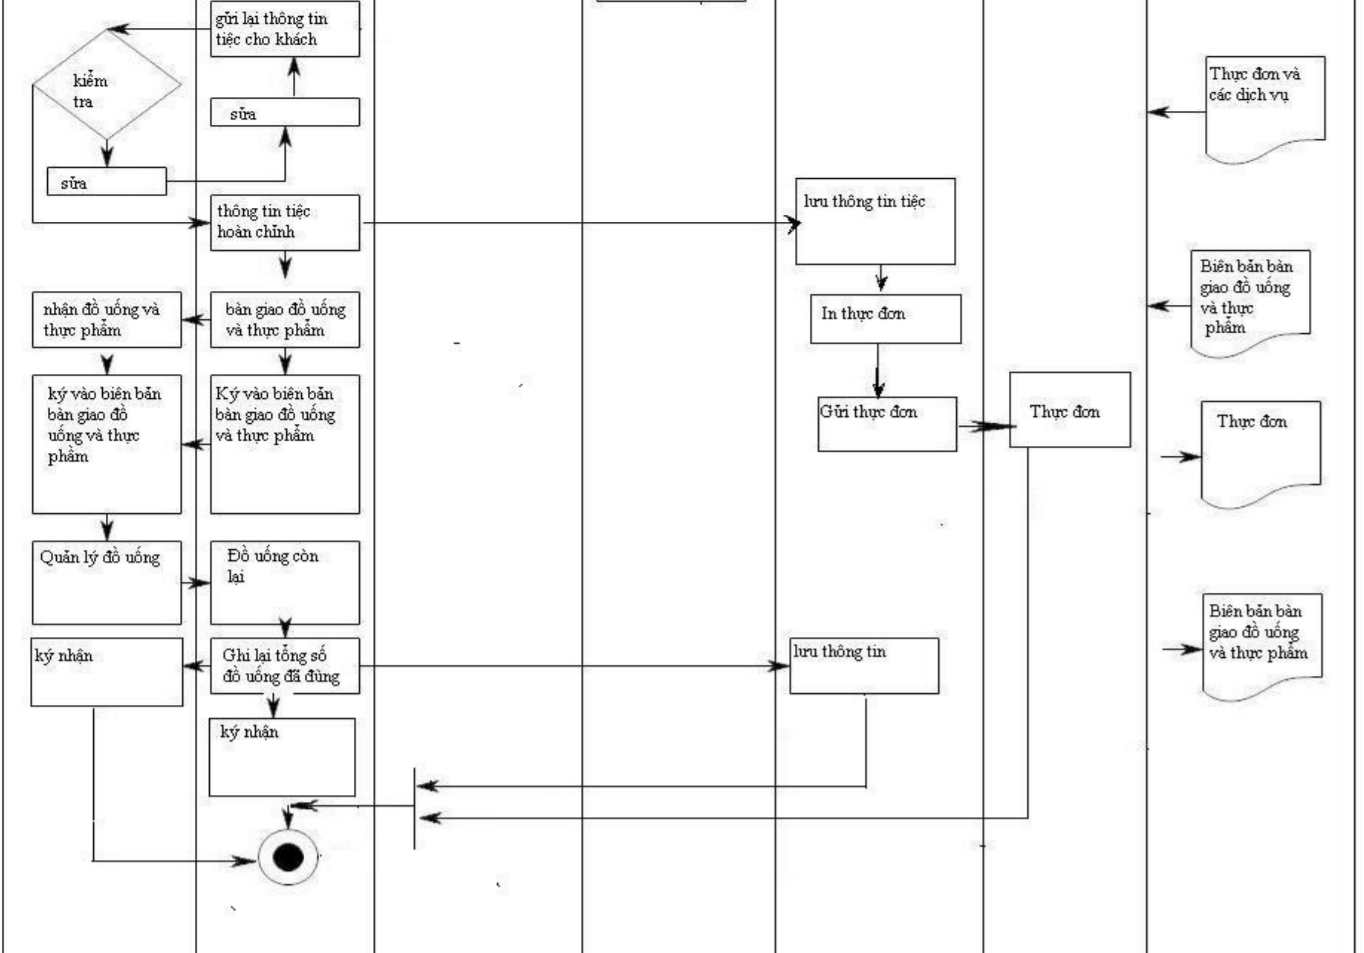 gửi lại thông tin
tiệc cho khách
kiểm
tra
sửa
sửa
thông tin tiệc
hoàn chỉnh
nhận đồ uống và
thực phẩm
bàn giao đồ uống
và thực phẩm
ký vào biên bản
bàn giao đồ
uống và thực
phẩm
Ký vào biên bản
bàn giao đồ uống
và thực phẩm
Quản lý đồ uống
Đồ uống còn
lại
ký nhận
Ghi lại tổng số
đồ uống đã đùng
ký nhận
lưu thông tin tiệc
In thực đơn
Gửi thực đơn
lưu thông tin
Thực đơn
Thực đơn và
các dịch vụ
Biên bản bàn
giao đồ uống
và thực
phẩm
Thực đơn
Biên bản bàn
giao đồ uống
và thực phẩm